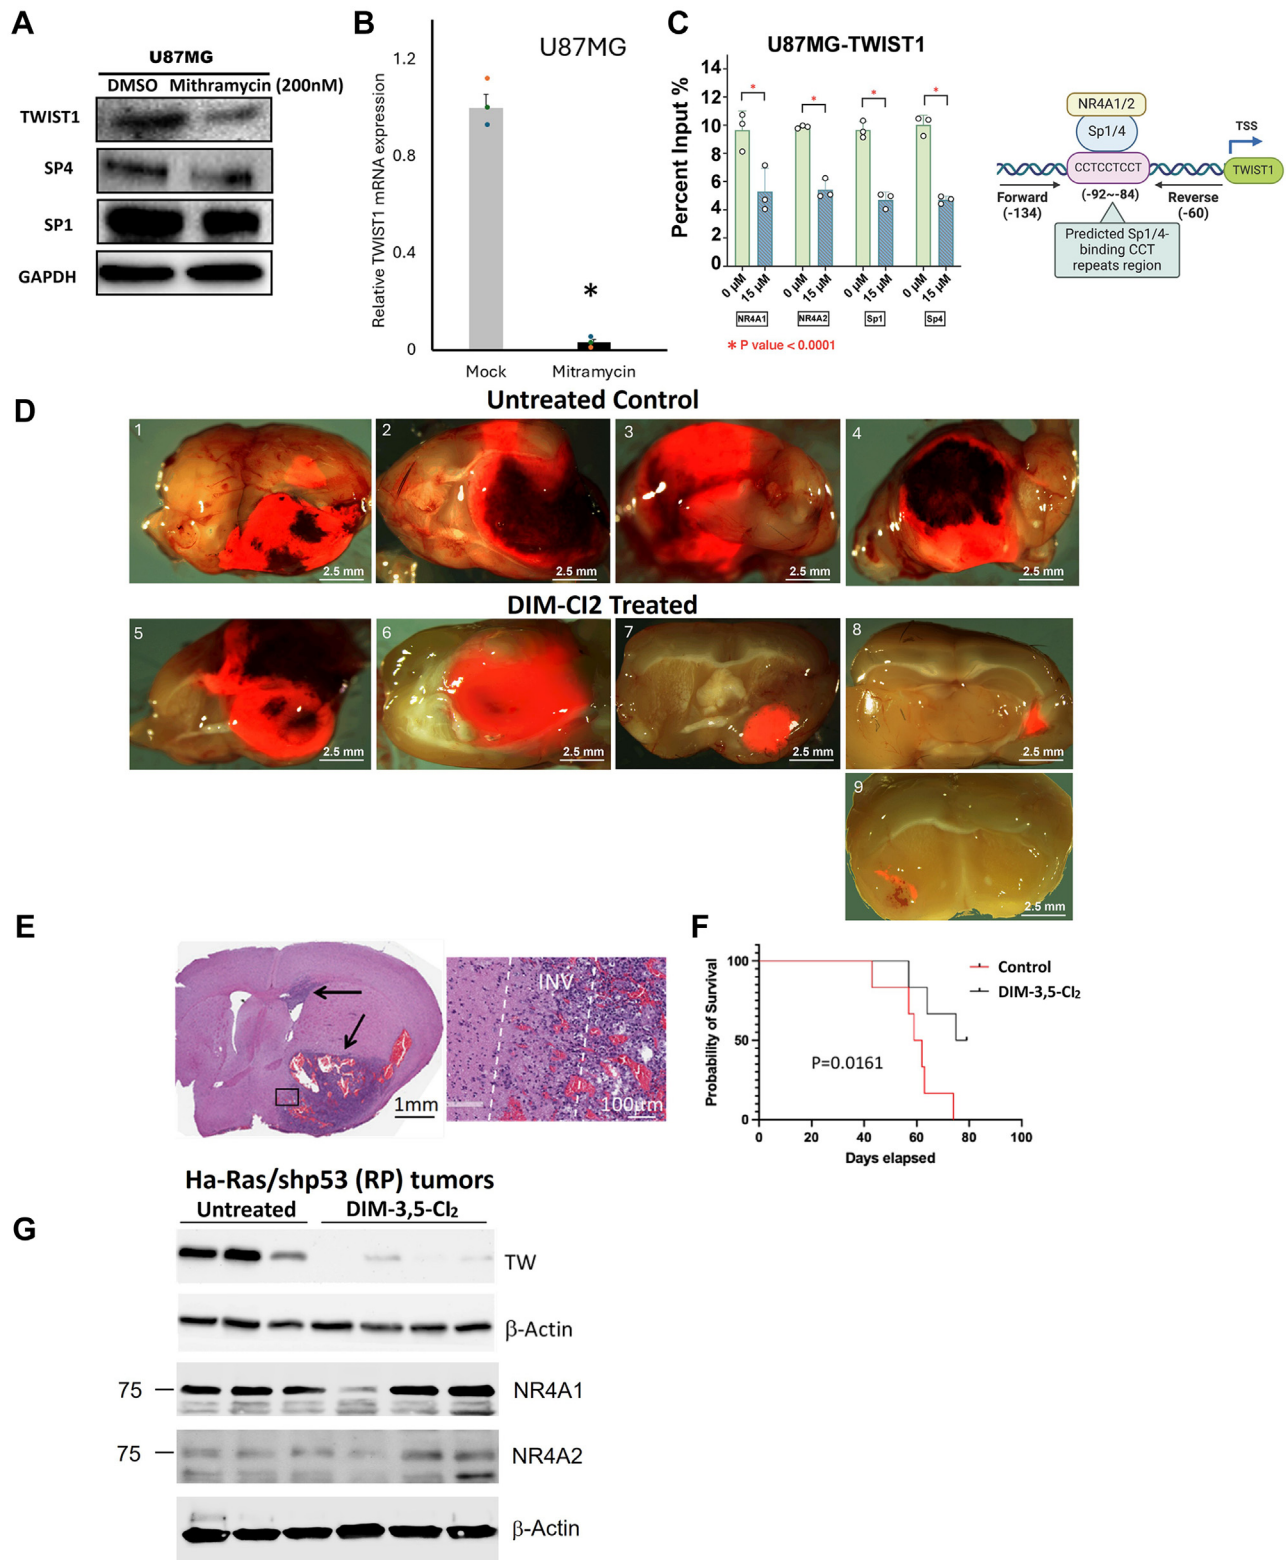 A
U87MG
DMSO Mithramycin (200nM)
TWIST1
SP4
SP1
GAPDH
B
U87MG
Relative TWIST1 mRNA expression
1.2
0.8
0.4
0
*
Mock
Mitramycin
C
U87MG-TWIST1
Percent Input %
14
12
10
8
6
4
2
0
* * * *
0 µM 15 µM 0 µM 15 µM 0 µM 15 µM 0 µM 15 µM
NR4A1 NR4A2 Sp1 Sp4
* P value < 0.0001
NR4A1/2
Sp1/4
CCTCCTCCT
TSS
TWIST1
Forward
(-134)
(-92~-84)
Reverse
(-60)
Predicted Sp1/4-
binding CCT
repeats region
D
Untreated Control
1 2 3 4
2.5 mm 2.5 mm 2.5 mm 2.5 mm
DIM-Cl2 Treated
5 6 7 8
2.5 mm 2.5 mm 2.5 mm 2.5 mm
9
2.5 mm
E
1mm
INV
100µm
F
Probability of Survival
100
50
0
P=0.0161
Control
DIM-3,5-Cl2
0 20 40 60 80 100
Days elapsed
G
Ha-Ras/shp53 (RP) tumors
Untreated DIM-3,5-Cl2
TW
β-Actin
75 NR4A1
75 NR4A2
β-Actin